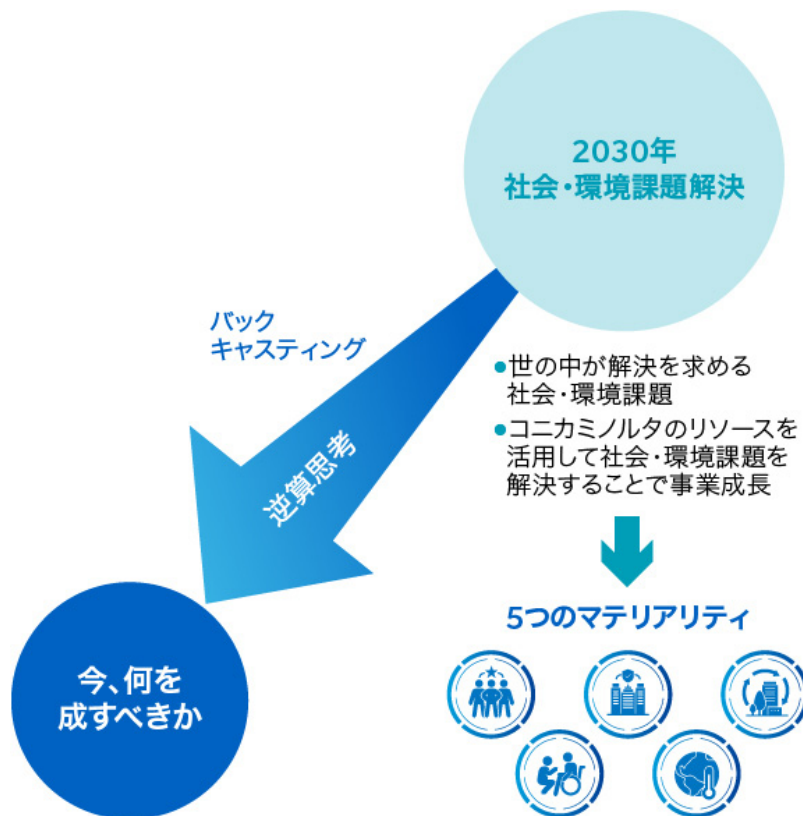 2030年
社会・環境課題解決
バック
キャスティング
逆算思考
●世の中が解決を求める
社会・環境課題
●コニカミノルタのリソースを
活用して社会・環境課題を
解決することで事業成長
5つのマテリアリティ
今、何を
成すべきか